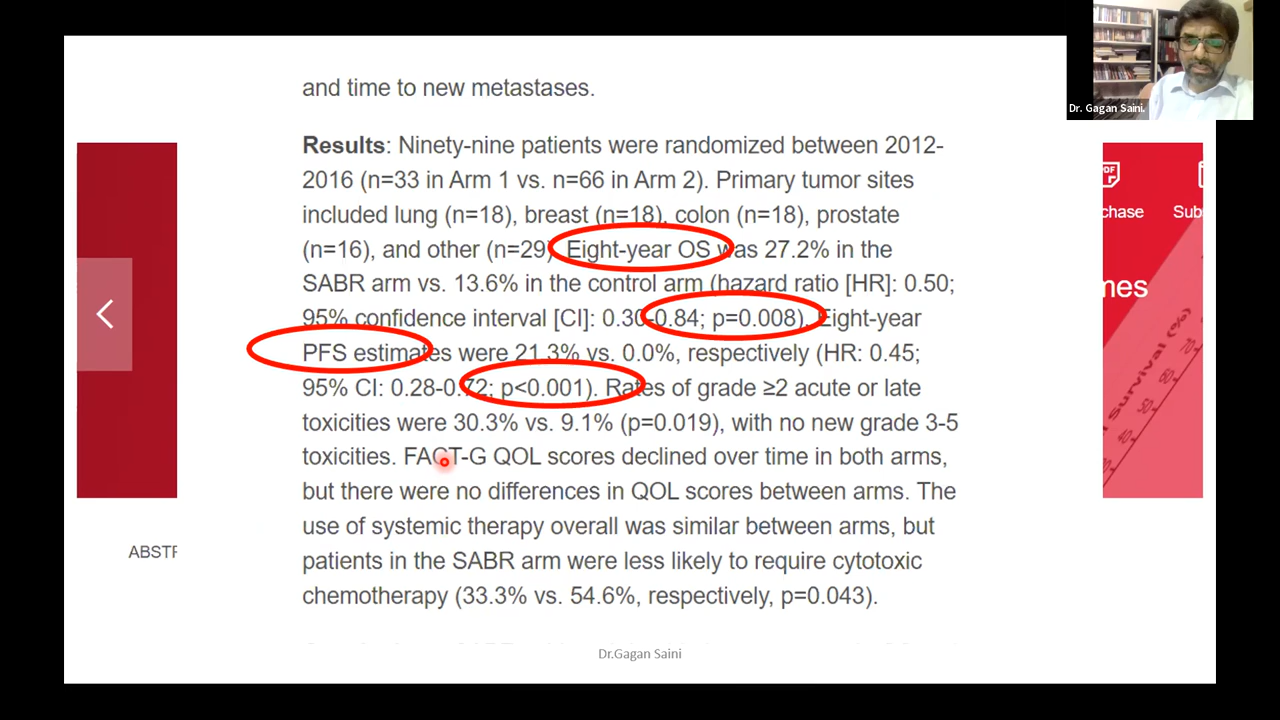 and time to new metastases.
Dr. Gagan Saini
Results: Ninety-nine patients were randomized between 2012-
2016 (n=33 in Arm 1 vs. n=66 in Arm 2). Primary tumor sites
included lung (n=18), breast (n=18), colon (n=18), prostate
(n=16), and other (n=29). Eight-year OS was 27.2% in the
SABR arm vs. 13.6% in the control arm (hazard ratio [HR]: 0.50;
95% confidence interval [CI]: 0.30-0.84; p=0.008). Eight-year
PFS estimates were 21.3% vs. 0.0%, respectively (HR: 0.45;
95% CI: 0.28-0.72; p<0.001). Rates of grade ≥2 acute or late
toxicities were 30.3% vs. 9.1% (p=0.019), with no new grade 3-5
toxicities. FACT-G QOL scores declined over time in both arms,
but there were no differences in QOL scores between arms. The
use of systemic therapy overall was similar between arms, but
patients in the SABR arm were less likely to require cytotoxic
chemotherapy (33.3% vs. 54.6%, respectively, p=0.043).
chase
Sub
mes
Survival (%)
70
60
50
40
ABSTF
Dr.Gagan Saini